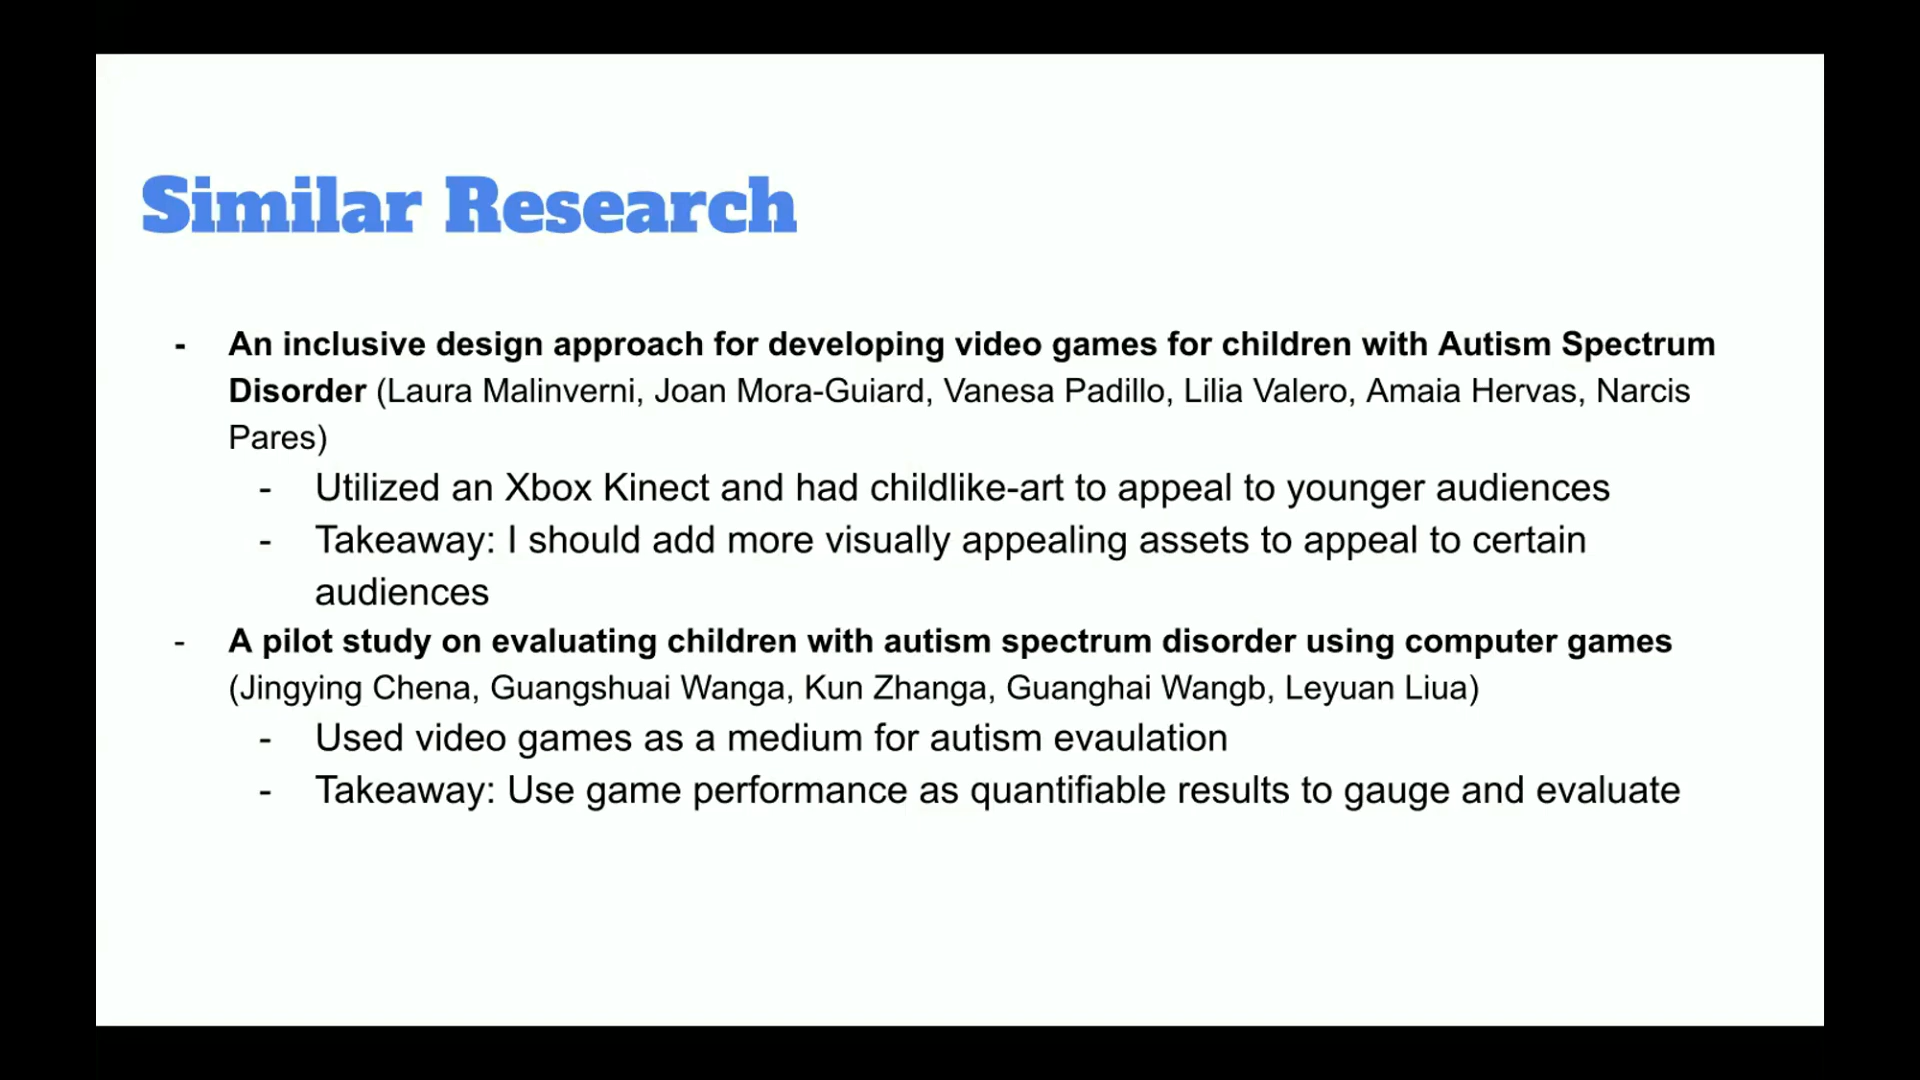 Similar Research
- An inclusive design approach for developing video games for children with Autism Spectrum
Disorder (Laura Malinverni, Joan Mora-Guiard, Vanesa Padillo, Lilia Valero, Amaia Hervas, Narcis
Pares)
- Utilized an Xbox Kinect and had childlike-art to appeal to younger audiences
- Takeaway: I should add more visually appealing assets to appeal to certain
audiences
- A pilot study on evaluating children with autism spectrum disorder using computer games
(Jingying Chena, Guangshuai Wanga, Kun Zhanga, Guanghai Wangb, Leyuan Liua)
- Used video games as a medium for autism evaulation
- Takeaway: Use game performance as quantifiable results to gauge and evaluate